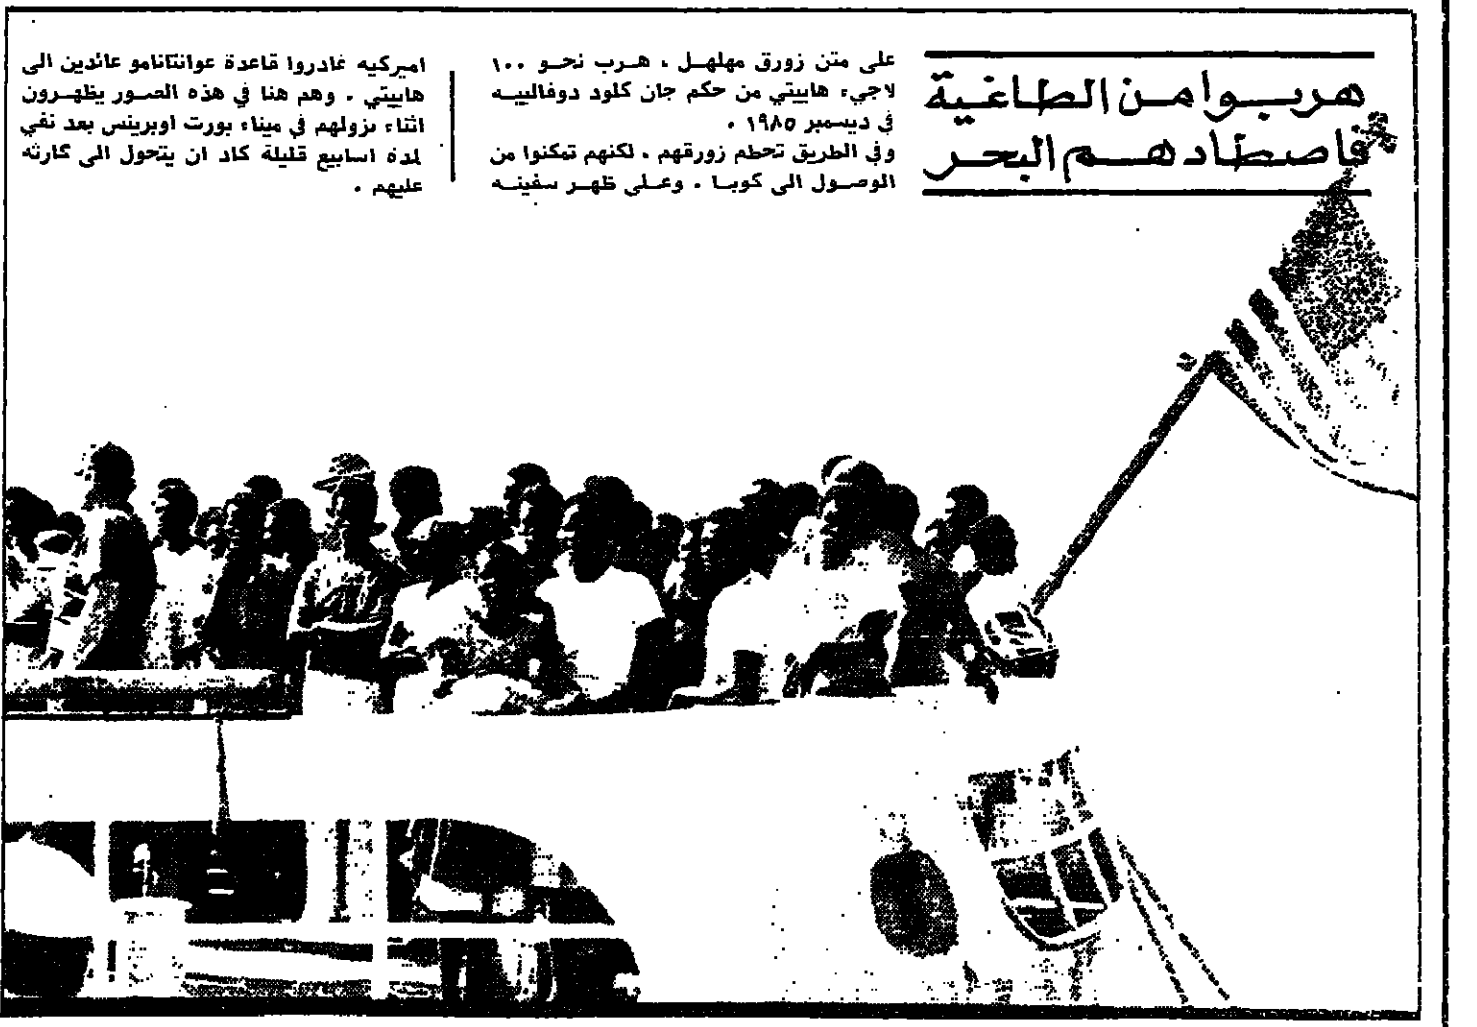 هربوا من الطاغية
فاصطادهم البحر
على متن زورق مهلهل ، هرب نحو ١٠٠
لاجيء هاييتي من حكم جان كلود دوفالييه
في ديسمبر ١٩٨٥ .
وفي الطريق تحطم زورقهم . لكنهم تمكنوا من
الوصول الى كوبا . وعلى ظهر سفينه
اميركيه غادروا قاعدة غوانتانامو عائدين الى
هاييتي . وهم هنا في هذه الصور يظهرون
اثناء نزولهم في ميناء بورت اوبرينس بعد نفي
لمدة اسابيع قليلة كاد ان يتحول الى كارثه
عليهم .